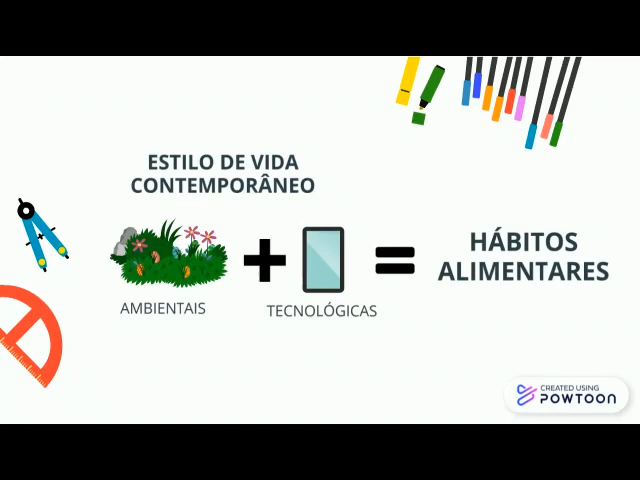 ESTILO DE VIDA
CONTEMPORÂNEO
HÁBITOS
ALIMENTARES
AMBIENTAIS
TECNOLÓGICAS
CREATED USING
POWTOON